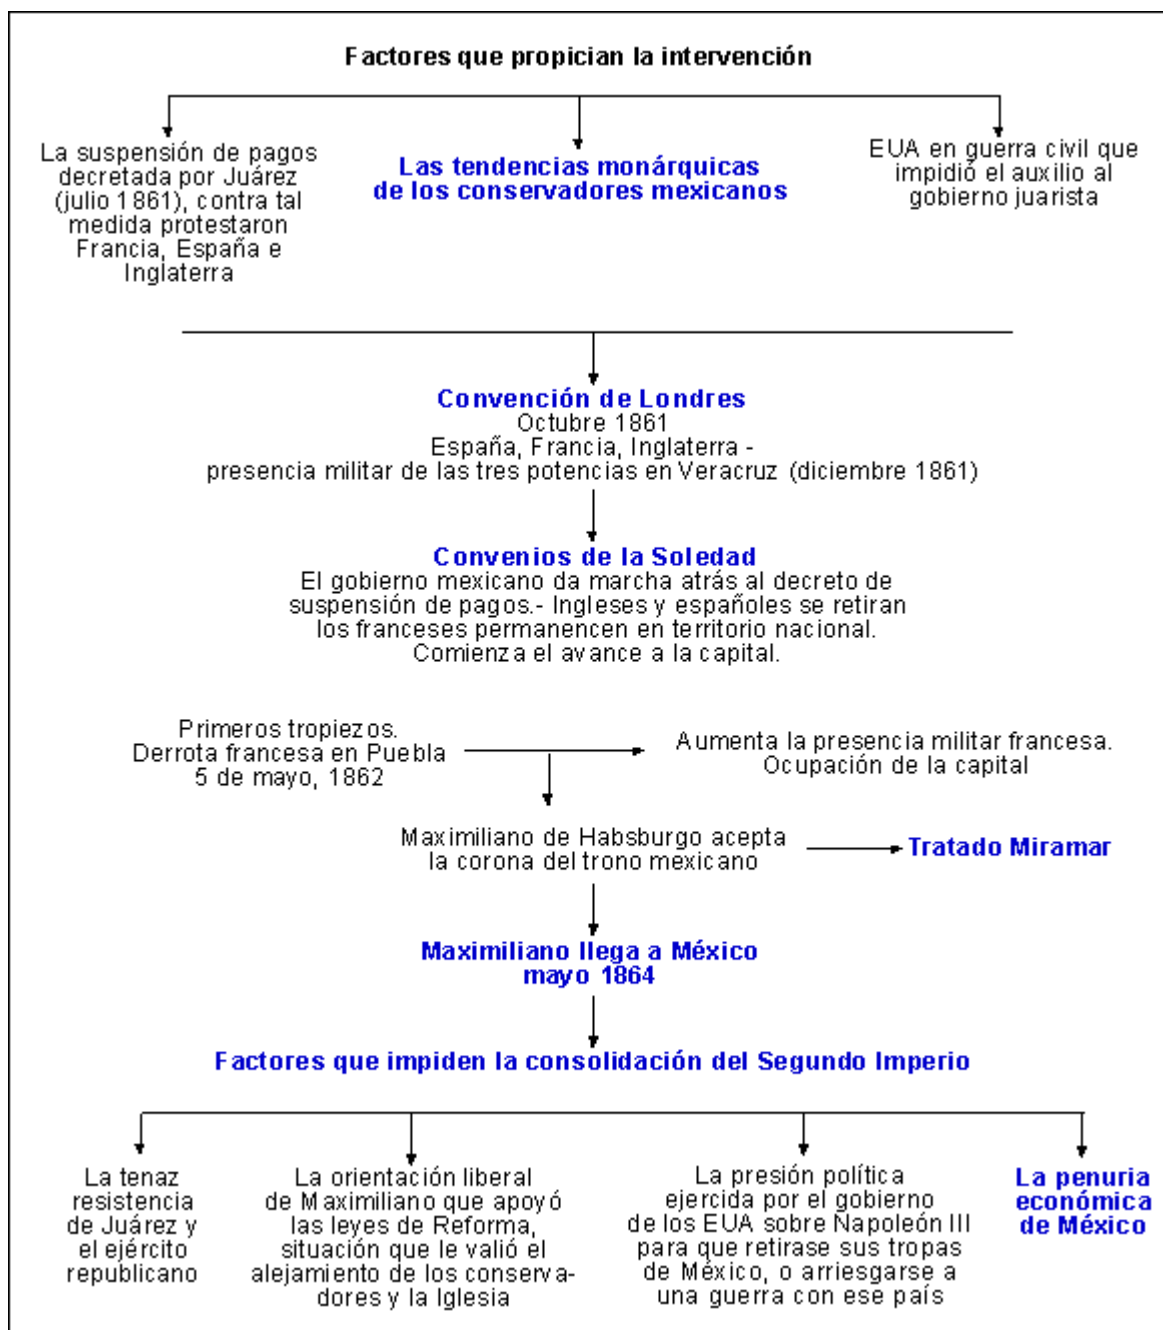 Factores que propician la intervención
La suspensión de pagos
decretada por Juárez
(julio 1861), contra tal
medida protestaron
Francia, España e
Inglaterra
Las tendencias monárquicas
de los conservadores mexicanos
EUA en guerra civil que
impidió el auxilio al
gobierno juarista
Convención de Londres
Octubre 1861
España, Francia, Inglaterra -
presencia militar de las tres potencias en Veracruz (diciembre 1861)
Convenios de la Soledad
El gobierno mexicano da marcha atrás al decreto de
suspensión de pagos.- Ingleses y españoles se retiran
los franceses permanencen en territorio nacional.
Comienza el avance a la capital.
Primeros tropiezos.
Derrota francesa en Puebla
5 de mayo, 1862
Aumenta la presencia militar francesa.
Ocupación de la capital
Maximiliano de Habsburgo acepta
la corona del trono mexicano
Tratado Miramar
Maximiliano llega a México
mayo 1864
Factores que impiden la consolidación del Segundo Imperio
La tenaz
resistencia
de Juárez y
el ejército
republicano
La orientación liberal
de Maximiliano que apoyó
las leyes de Reforma,
situación que le valió el
alejamiento de los conserva-
dores y la Iglesia
La presión política
ejercida por el gobierno
de los EUA sobre Napoleón III
para que retirase sus tropas
de México, o arriesgarse a
una guerra con ese país
La penuria
económica
de México